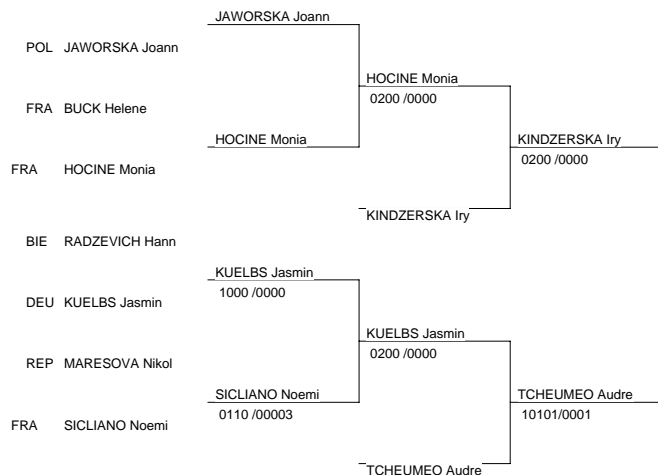 JAWORSKA Joann
POL JAWORSKA Joann
HOCINE Monia
0200 /0000
FRA BUCK Helene
HOCINE Monia
KINDZERSKA Iry
0200 /0000
FRA HOCINE Monia
KINDZERSKA Iry
BIE RADZEVICH Hann
KUELBS Jasmin
1000 /0000
DEU KUELBS Jasmin
KUELBS Jasmin
0200 /0000
REP MARESOVA Nikol
SICLIANO Noemi
0110 /00003
TCHEUMEO Audre
10101/0001
FRA SICLIANO Noemi
TCHEUMEO Audre